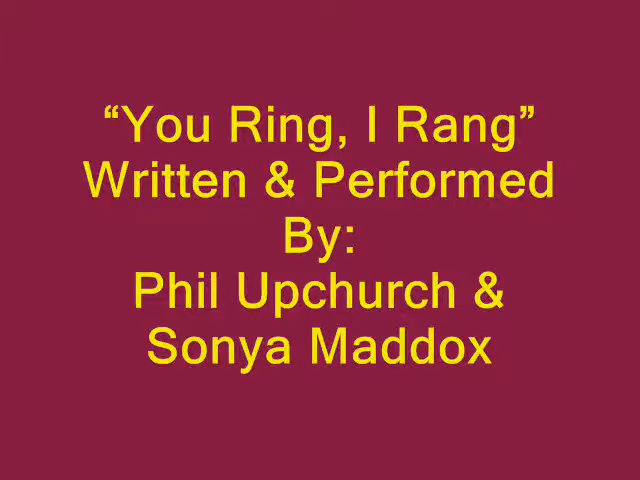 “You Ring, I Rang”
Written & Performed
By:
Phil Upchurch &
Sonya Maddox